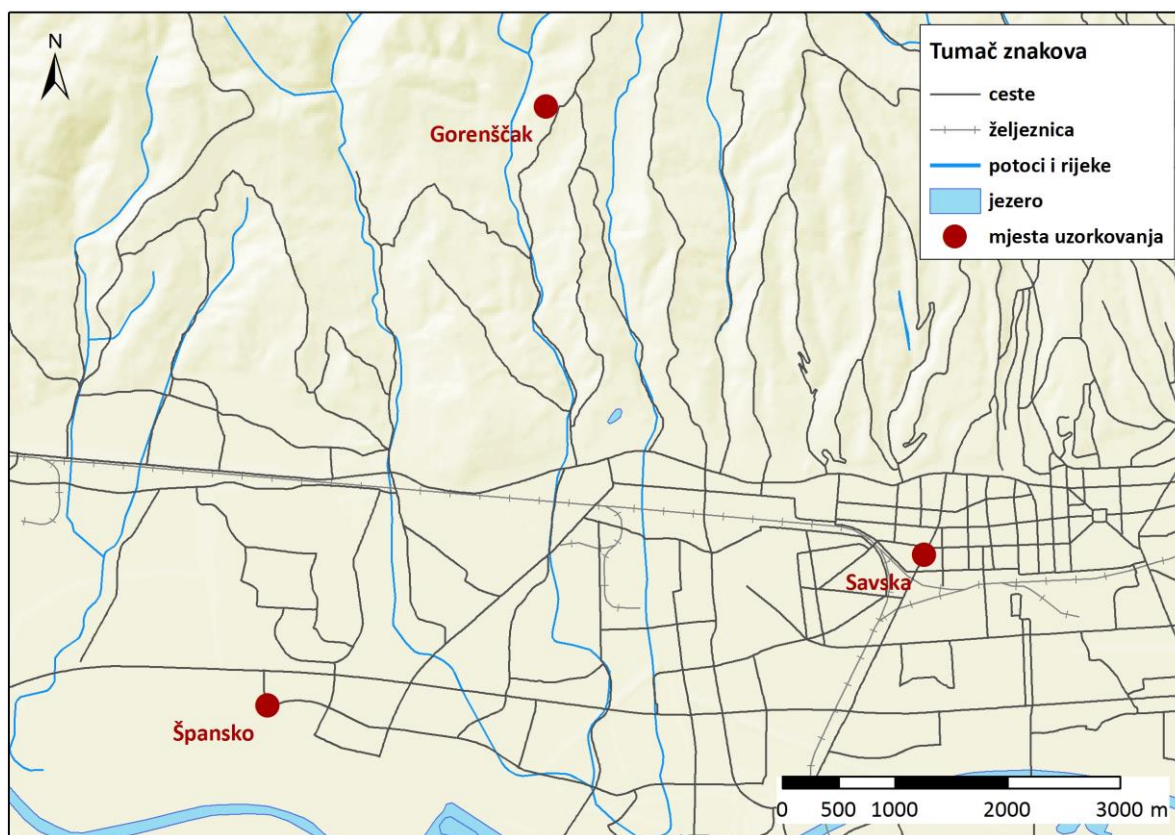 N
Tumač znakova
ceste
željeznica
potoci i rijeke
jezero
mjesta uzorkovanja
Gorenščak
Savska
Špansko
0 500 1000 2000 3000 m